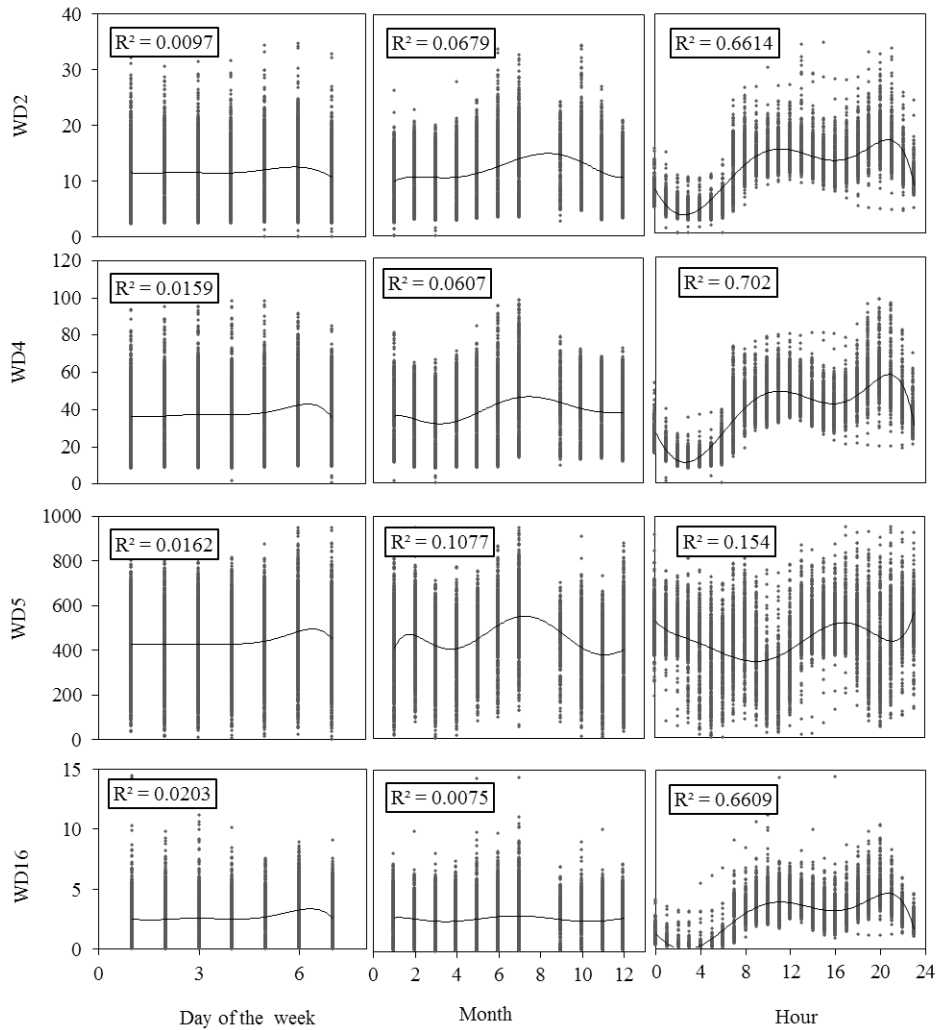 40
30
20
10
0
WD2
R² = 0.0097
R² = 0.0679
R² = 0.6614
120
100
80
60
40
20
0
WD4
R² = 0.0159
R² = 0.0607
R² = 0.702
1000
800
600
400
200
0
WD5
R² = 0.0162
R² = 0.1077
R² = 0.154
15
10
5
0
WD16
R² = 0.0203
R² = 0.0075
R² = 0.6609
0 3 6
0 2 4 6 8 10 12
0 4 8 12 16 20 24
Day of the week
Month
Hour